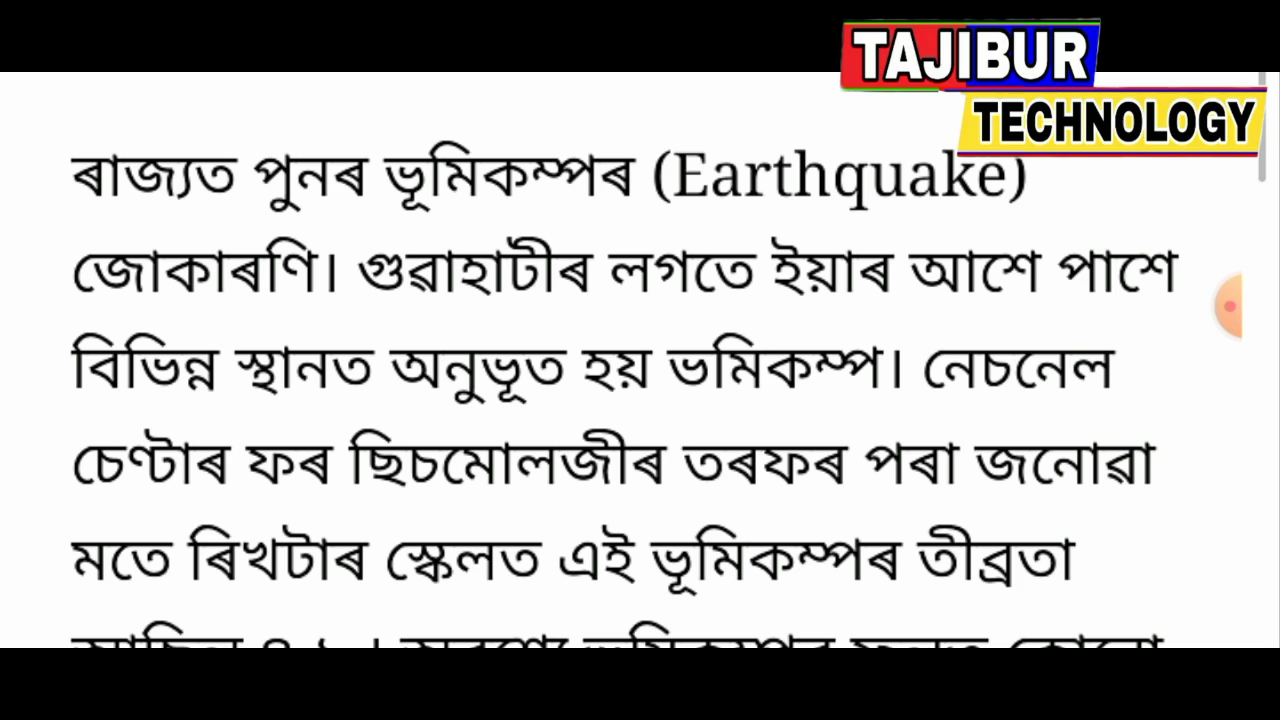 TAJIBUR
TECHNOLOGY
ৰাজ্যত পুনৰ ভূমিকম্পৰ (Earthquake)
জোকাৰণি। গুৱাহাটীৰ লগতে ইয়াৰ আশে পাশে
বিভিন্ন স্থানত অনুভূত হয় ভমিকম্প। নেচনেল
চেণ্টাৰ ফৰ ছিচমোলজীৰ তৰফৰ পৰা জনোৱা
মতে ৰিখটাৰ স্কেলত এই ভূমিকম্পৰ তীব্ৰতা